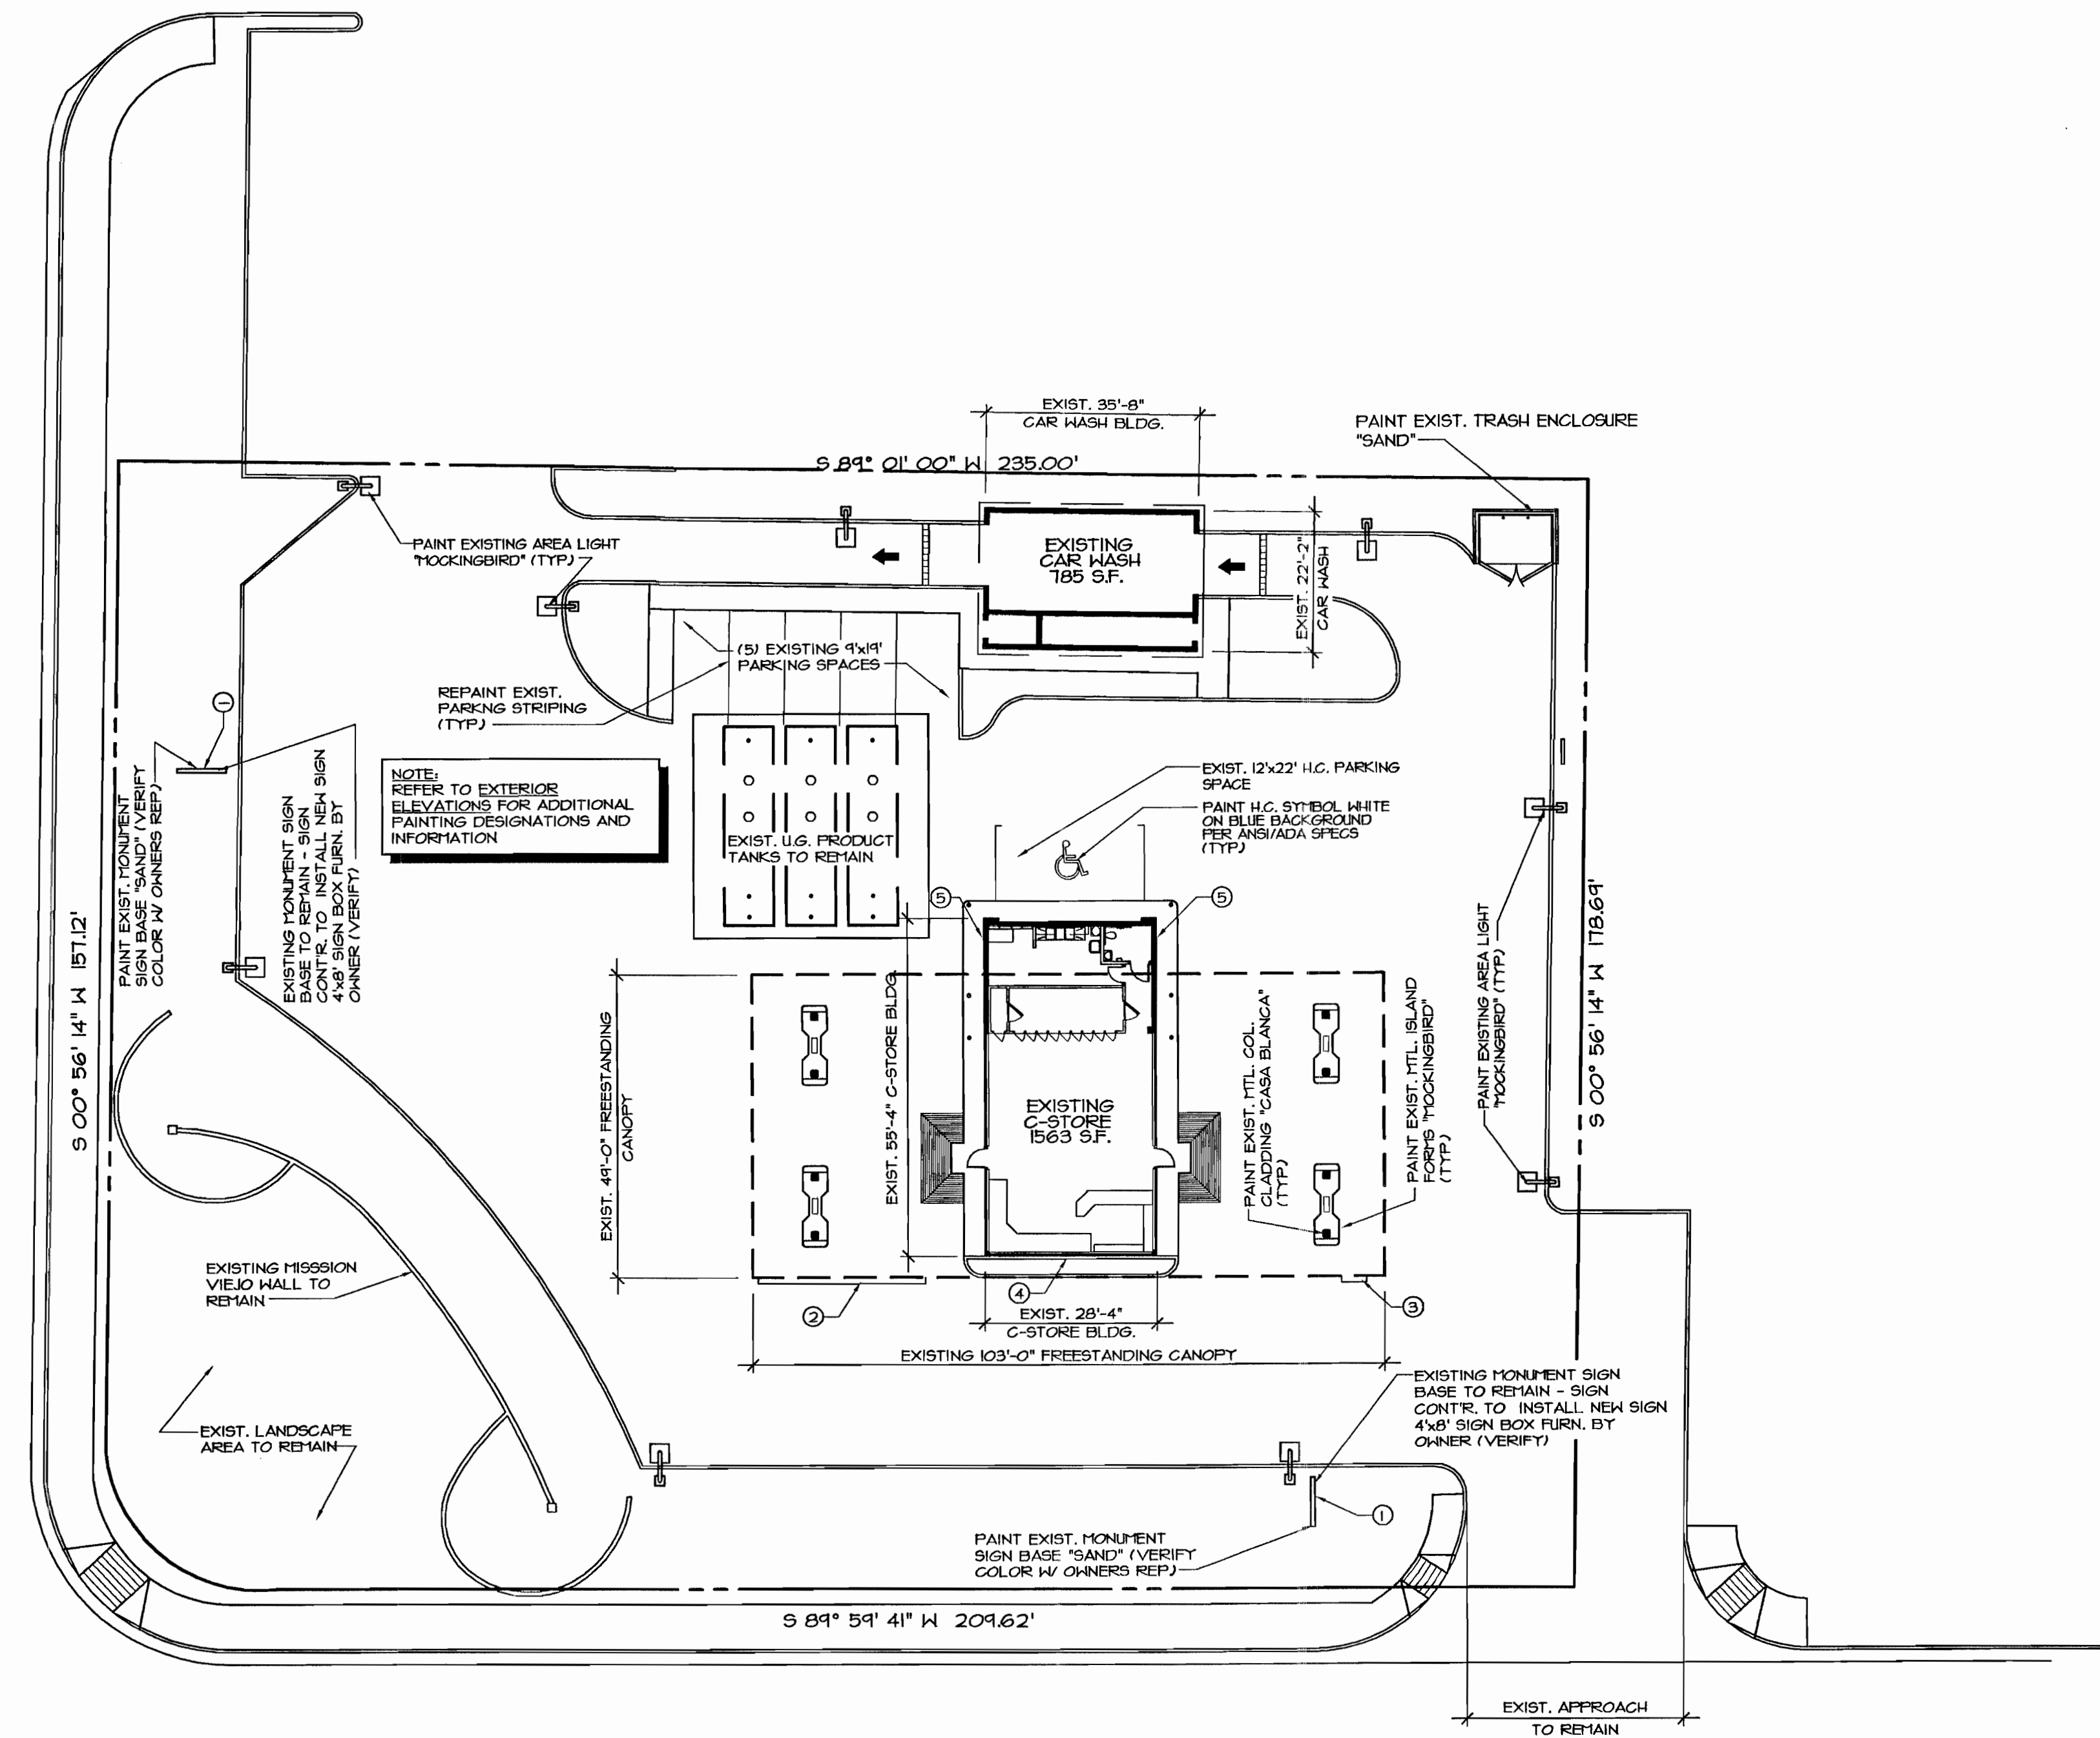 EXIST. 35'-8"
CAR WASH BLDG.
PAINT EXIST. TRASH ENCLOSURE
"SAND"
S 89° 01' 00" W 235.00'
PAINT EXISTING AREA LIGHT
"MOCKINGBIRD" (TYP)
EXISTING
CAR WASH
785 S.F.
EXIST. 22'-2"
CAR WASH
(5) EXISTING 9'x19'
PARKING SPACES
REPAINT EXIST.
PARKNG STRIPING
(TYP.)
1
PAINT EXIST. MONUMENT
SIGN BASE "SAND" (VERIFY
COLOR W/ OWNERS REP.)
EXISTING MONUMENT SIGN
BASE TO REMAIN - SIGN
CONT'R. TO INSTALL NEW SIGN
4'x8' SIGN BOX FURN. BY
OWNER (VERIFY)
NOTE:
REFER TO EXTERIOR
ELEVATIONS FOR ADDITIONAL
PAINTING DESIGNATIONS AND
INFORMATION
EXIST. U.G. PRODUCT
TANKS TO REMAIN
EXIST. 12'x22' H.C. PARKING
SPACE
PAINT H.C. SYMBOL WHITE
ON BLUE BACKGROUND
PER ANSI/ADA SPECS
(TYP.)
5
5
S 00° 56' 14" W 157.12'
S 00° 56' 14" W 178.69'
PAINT EXISTING AREA LIGHT
"MOCKINGBIRD" (TYP)
EXIST. 49'-0" FREESTANDING
CANOPY
EXIST. 55'-4" C-STORE BLDG.
EXISTING
C-STORE
1563 S.F.
PAINT EXIST. MTL. COL.
CLADDING "CASA BLANCA"
(TYP)
PAINT EXIST. MTL. ISLAND
FORMS "MOCKINGBIRD"
(TYP)
EXISTING MISSSION
VIEJO WALL TO
REMAIN
2
4
3
EXIST. 28'-4"
C-STORE BLDG.
EXISTING 103'-0" FREESTANDING CANOPY
EXISTING MONUMENT SIGN
BASE TO REMAIN - SIGN
CONT'R. TO INSTALL NEW SIGN
4'x8' SIGN BOX FURN. BY
OWNER (VERIFY)
EXIST. LANDSCAPE
AREA TO REMAIN
1
PAINT EXIST. MONUMENT
SIGN BASE "SAND" (VERIFY
COLOR W/ OWNERS REP.)
S 89° 59' 41" W 209.62'
EXIST. APPROACH
TO REMAIN